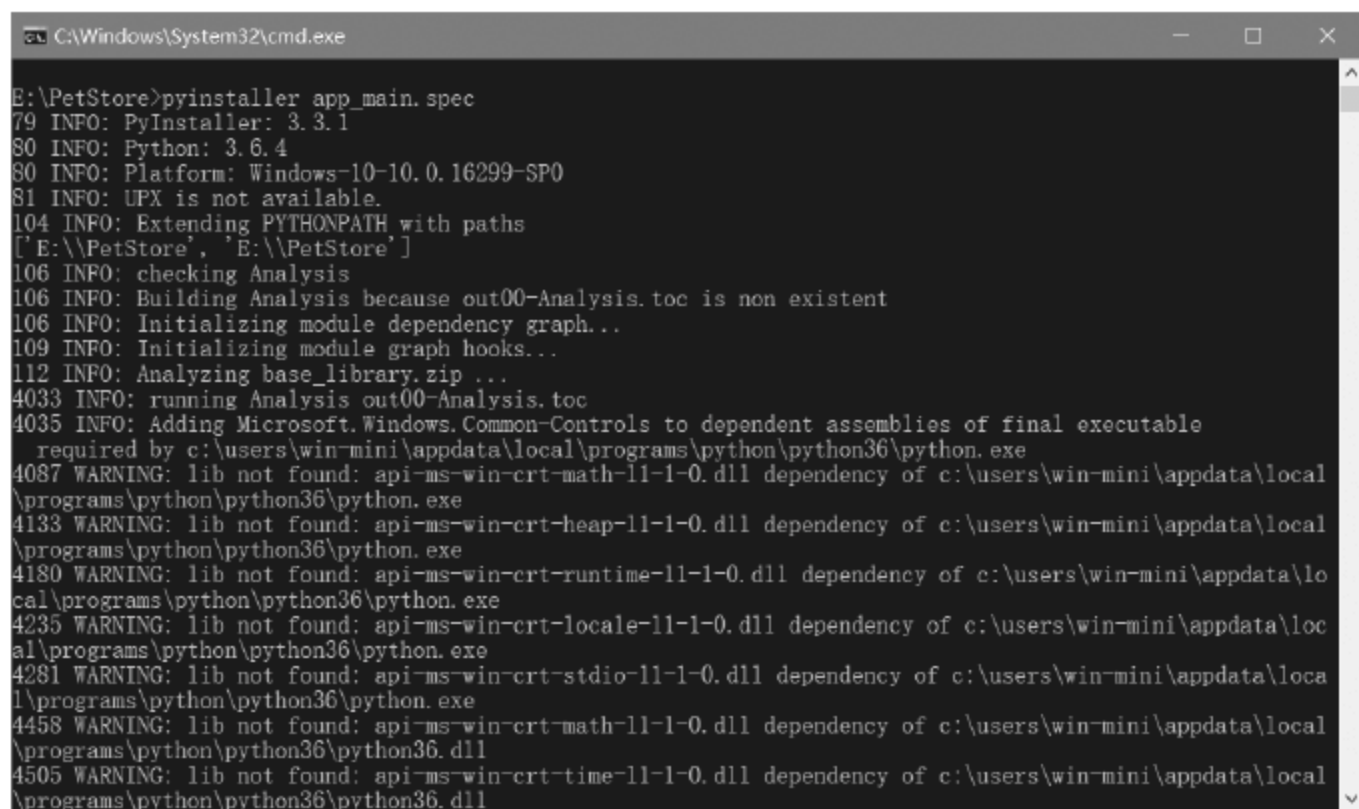 C:\Windows\System32\cmd.exe
E:\PetStore>pyinstaller app_main.spec
79 INFO: PyInstaller: 3.3.1
80 INFO: Python: 3.6.4
80 INFO: Platform: Windows-10-10.0.16299-SP0
81 INFO: UPX is not available.
104 INFO: Extending PYTHONPATH with paths
['E:\\PetStore', 'E:\\PetStore']
106 INFO: checking Analysis
106 INFO: Building Analysis because out00-Analysis.toc is non existent
106 INFO: Initializing module dependency graph...
109 INFO: Initializing module graph hooks...
112 INFO: Analyzing base_library.zip ...
4033 INFO: running Analysis out00-Analysis.toc
4035 INFO: Adding Microsoft.Windows.Common-Controls to dependent assemblies of final executable
  required by c:\users\win-mini\appdata\local\programs\python\python36\python.exe
4087 WARNING: lib not found: api-ms-win-crt-math-l1-1-0.dll dependency of c:\users\win-mini\appdata\local
\programs\python\python36\python.exe
4133 WARNING: lib not found: api-ms-win-crt-heap-l1-1-0.dll dependency of c:\users\win-mini\appdata\local
\programs\python\python36\python.exe
4180 WARNING: lib not found: api-ms-win-crt-runtime-l1-1-0.dll dependency of c:\users\win-mini\appdata\lo
cal\programs\python\python36\python.exe
4235 WARNING: lib not found: api-ms-win-crt-locale-l1-1-0.dll dependency of c:\users\win-mini\appdata\loc
al\programs\python\python36\python.exe
4281 WARNING: lib not found: api-ms-win-crt-stdio-l1-1-0.dll dependency of c:\users\win-mini\appdata\loca
l\programs\python\python36\python.exe
4458 WARNING: lib not found: api-ms-win-crt-math-l1-1-0.dll dependency of c:\users\win-mini\appdata\local
\programs\python\python36\python36.dll
4505 WARNING: lib not found: api-ms-win-crt-time-l1-1-0.dll dependency of c:\users\win-mini\appdata\local
\programs\python\python36\python36.dll